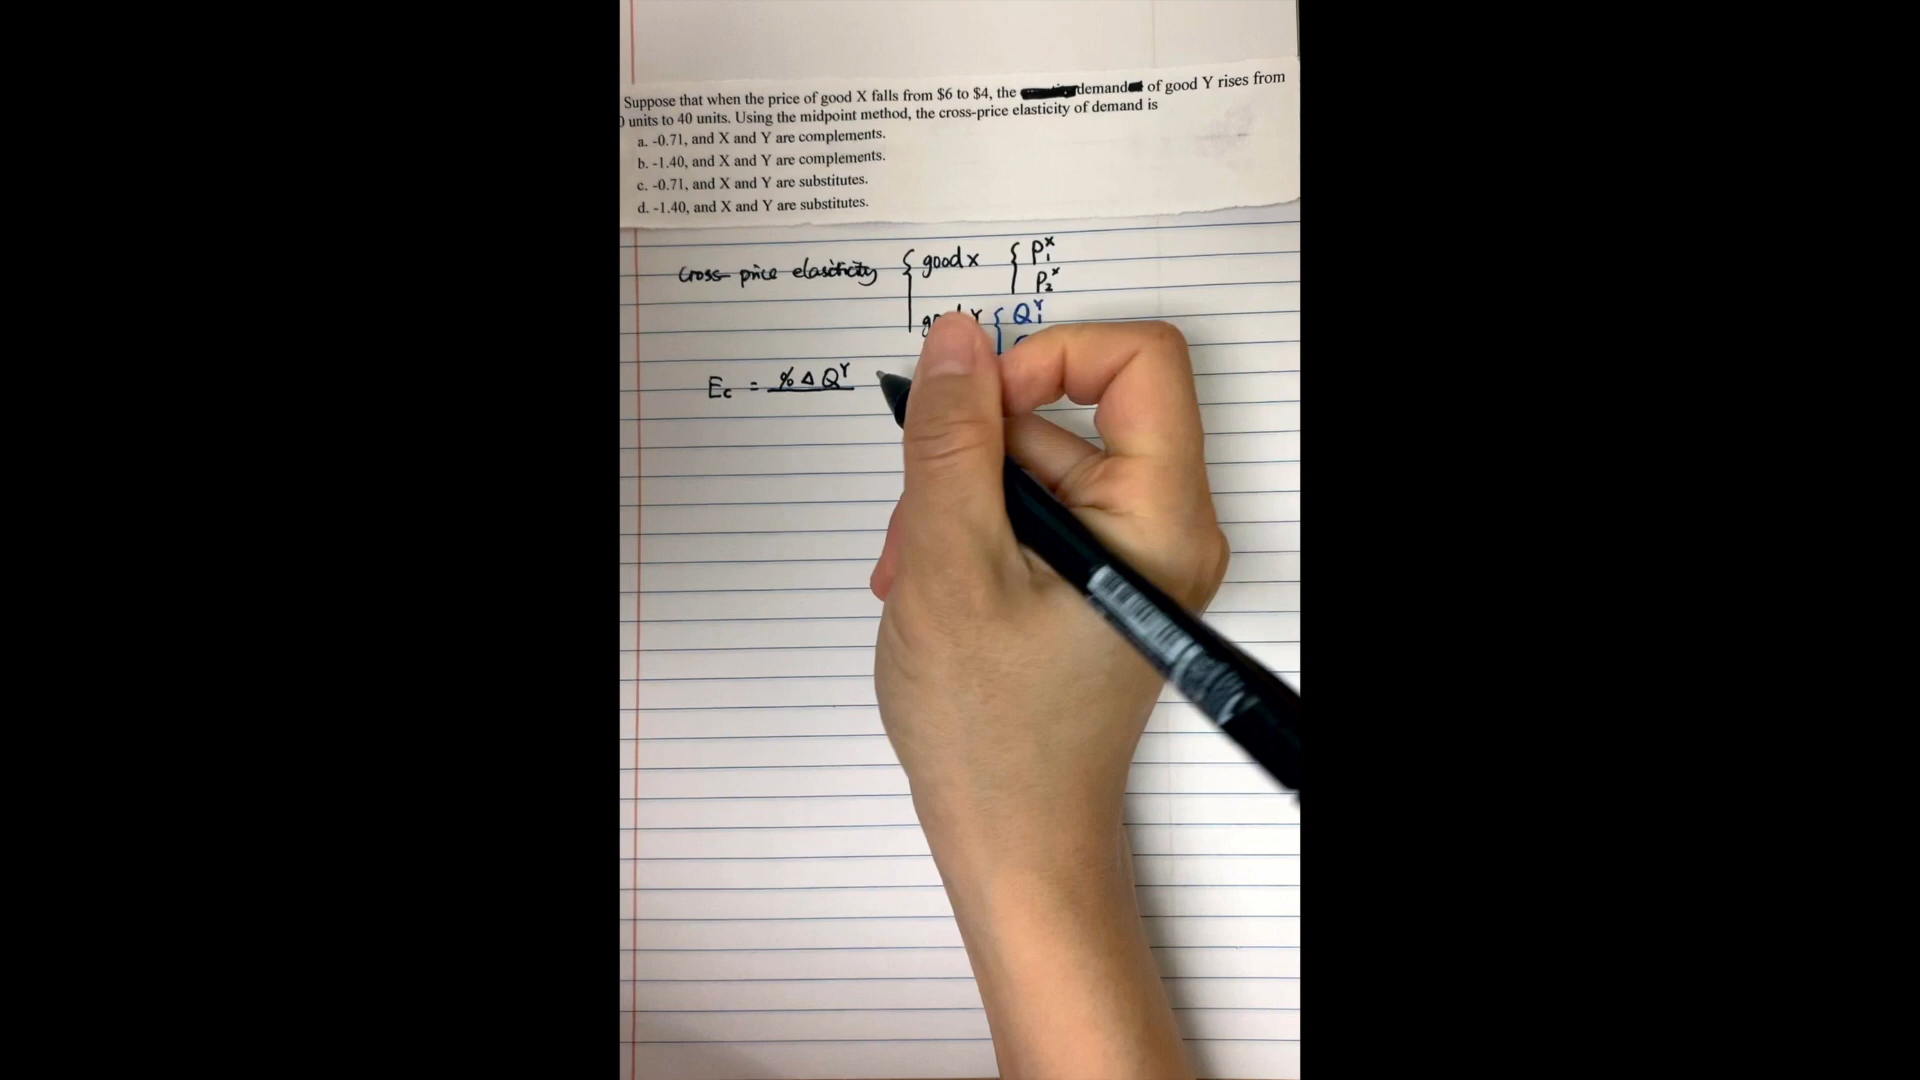 Suppose that when the price of good X falls from $6 to $4, the demand of good Y rises from
0 units to 40 units. Using the midpoint method, the cross-price elasticity of demand is
a. -0.71, and X and Y are complements.
b. -1.40, and X and Y are complements.
c. -0.71, and X and Y are substitutes.
d. -1.40, and X and Y are substitutes.
Cross-price elasticity { good x { P₁ˣ
P₂ˣ
Y { Q₁ʸ
Ec = %ΔQʸ